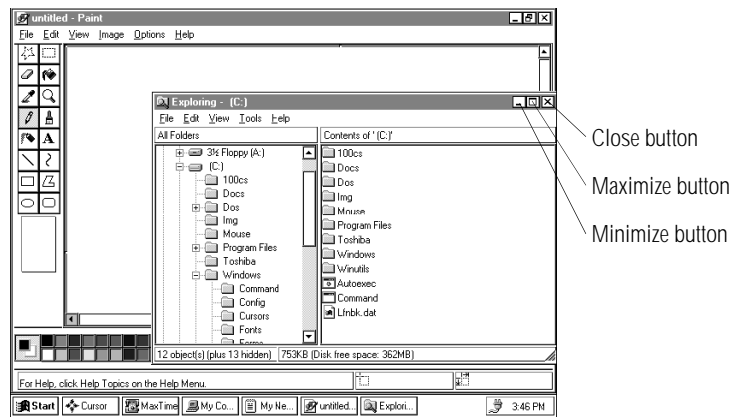 untitled - Paint
File Edit View Image Options Help
A
Exploring - (C:)
File Edit View Tools Help
All Folders
Contents of '(C:)'
3½ Floppy (A:)
(C:)
100cs
Docs
Dos
Img
Mouse
Program Files
Toshiba
Windows
Command
Config
Cursors
Fonts
Forms
100cs
Docs
Dos
Img
Mouse
Program Files
Toshiba
Windows
Winutils
Autoexec
Command
Lfnbk.dat
12 object(s) (plus 13 hidden) 753KB (Disk free space: 362MB)
Close button
Maximize button
Minimize button
For Help, click Help Topics on the Help Menu.
Start Cursor MaxTime My Co... My Ne... untitled... Explori... 3:46 PM